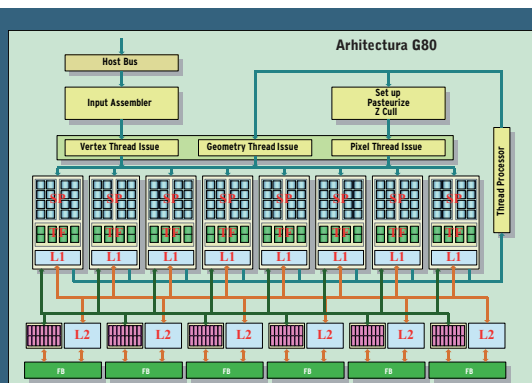 Arhitectura G80
Host Bus
Input Assembler
Set up
Pasteurize
Z Cull
Vertex Thread Issue
Geometry Thread Issue
Pixel Thread Issue
Thread Processor
SP SP SP SP SP SP SP SP
TF TF TF TF TF TF TF TF
L1 L1 L1 L1 L1 L1 L1 L1
L2 L2 L2 L2 L2 L2
FB FB FB FB FB FB